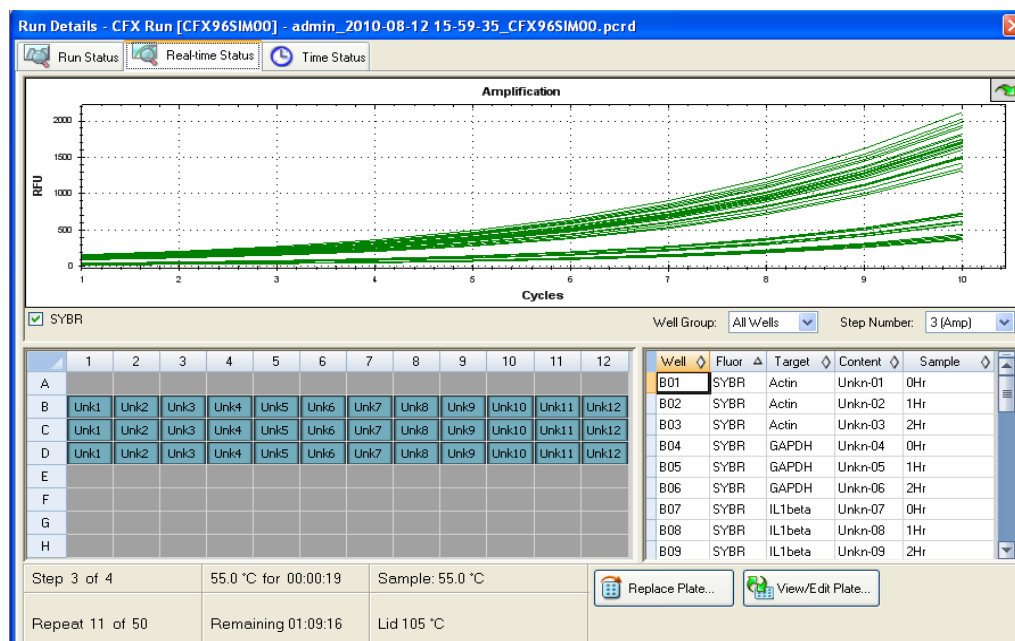 Run Details - CFX Run [CFX96SIM00] - admin_2010-08-12 15-59-35_CFX96SIM00.pcrd
Run Status Real-time Status Time Status
Amplification
2000
1500
1000
500
0
RFU
1 2 3 4 5 6 7 8 9 10
Cycles
SYBR Well Group: All Wells Step Number: 3 (Amp)
1 2 3 4 5 6 7 8 9 10 11 12
A
B Unk1 Unk2 Unk3 Unk4 Unk5 Unk6 Unk7 Unk8 Unk9 Unk10 Unk11 Unk12
C Unk1 Unk2 Unk3 Unk4 Unk5 Unk6 Unk7 Unk8 Unk9 Unk10 Unk11 Unk12
D Unk1 Unk2 Unk3 Unk4 Unk5 Unk6 Unk7 Unk8 Unk9 Unk10 Unk11 Unk12
E
F
G
H
Well Fluor Target Content Sample
B01 SYBR Actin Unkn-01 0Hr
B02 SYBR Actin Unkn-02 1Hr
B03 SYBR Actin Unkn-03 2Hr
B04 SYBR GAPDH Unkn-04 0Hr
B05 SYBR GAPDH Unkn-05 1Hr
B06 SYBR GAPDH Unkn-06 2Hr
B07 SYBR IL1beta Unkn-07 0Hr
B08 SYBR IL1beta Unkn-08 1Hr
B09 SYBR IL1beta Unkn-09 2Hr
Step 3 of 4 55.0 °C for 00:00:19 Sample: 55.0 °C
Replace Plate... View/Edit Plate...
Repeat 11 of 50 Remaining 01:09:16 Lid 105 °C